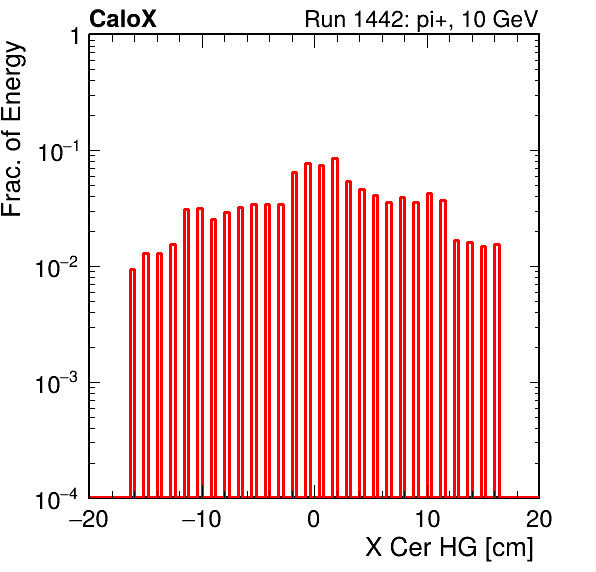 CaloX Run 1442: pi+, 10 GeV
Frac. of Energy
1
10⁻¹
10⁻²
10⁻³
10⁻⁴
−20 −10 0 10 20
X Cer HG [cm]